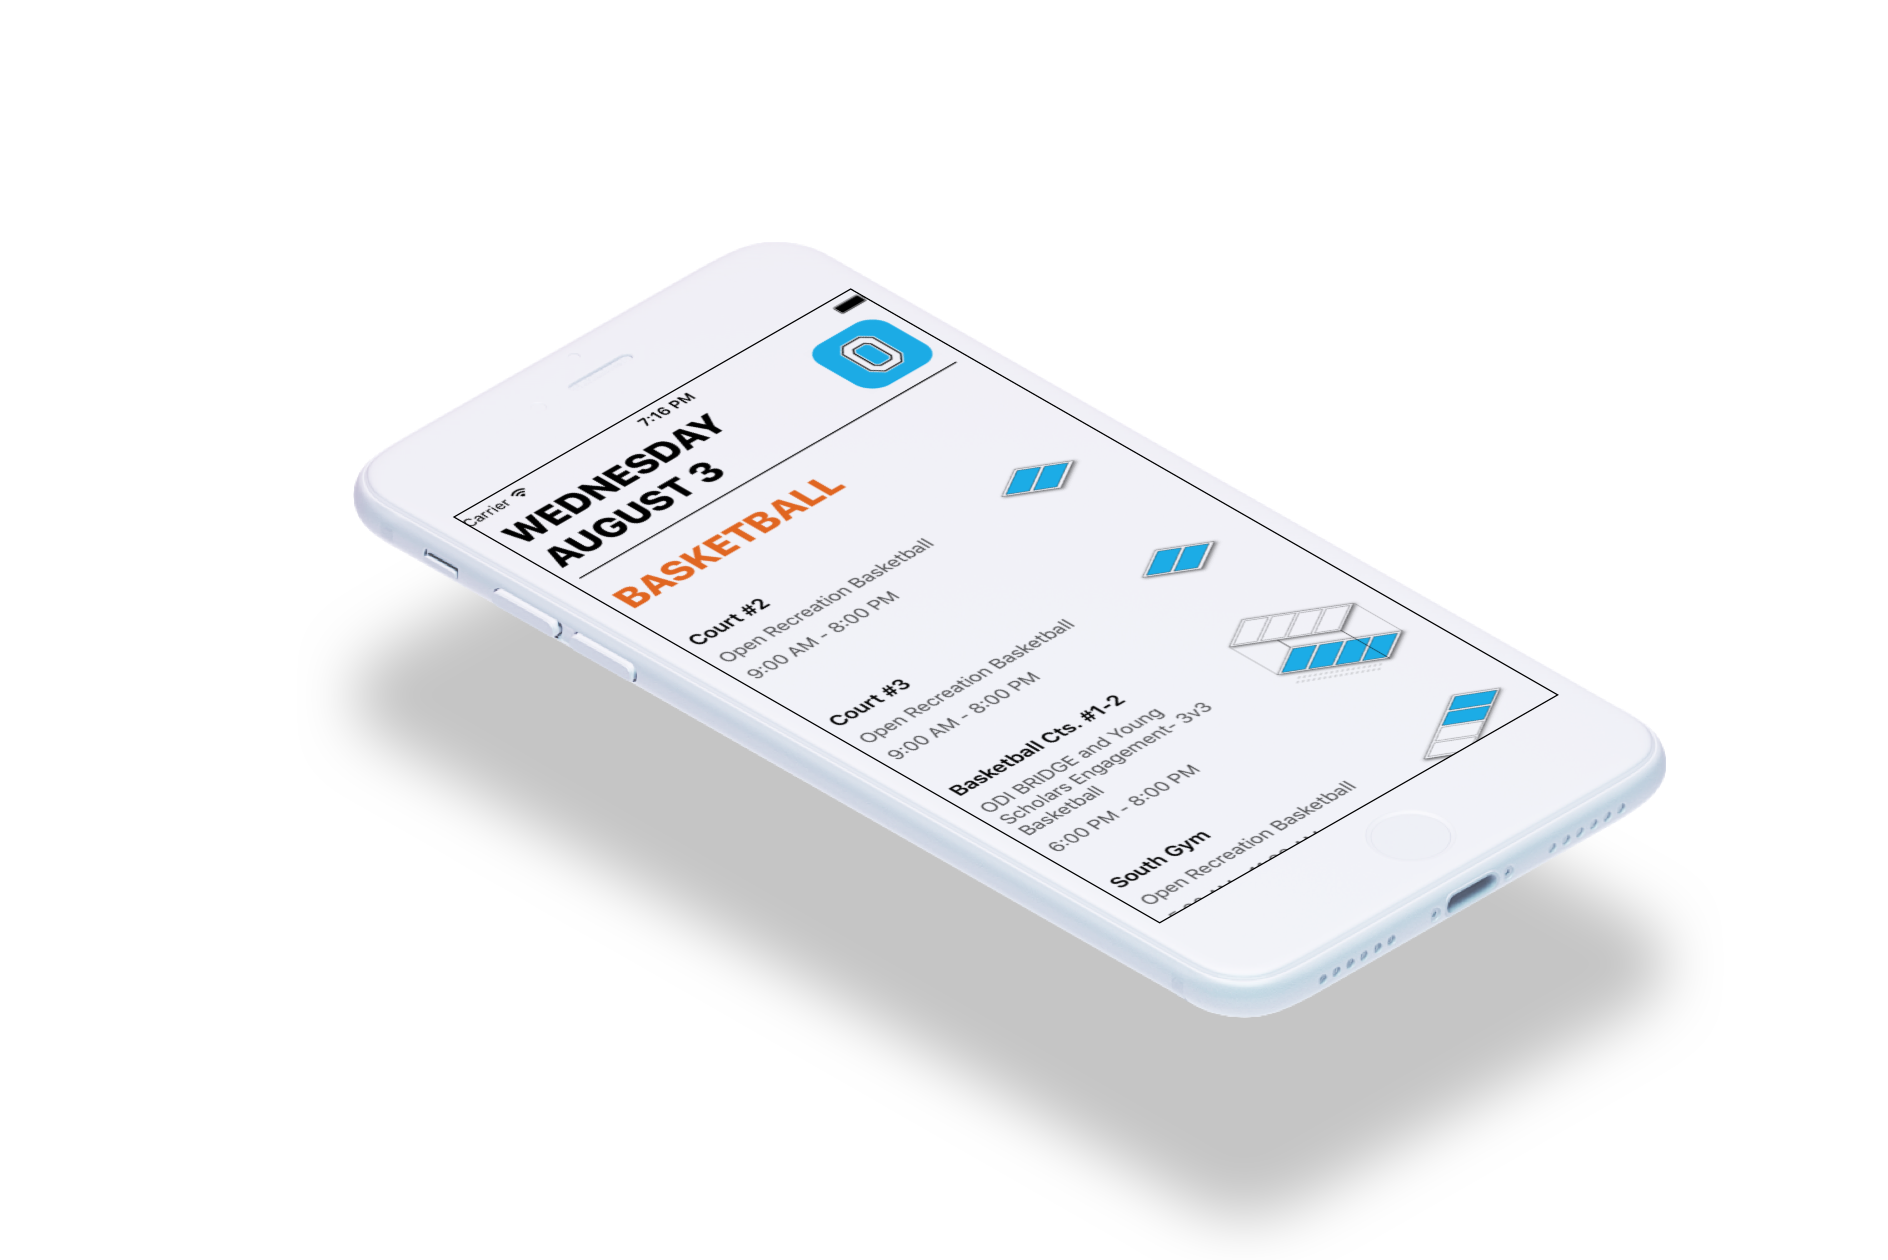 Carrier 7:16 PM
WEDNESDAY
AUGUST 3
BASKETBALL
Court #2
Open Recreation Basketball
9:00 AM - 8:00 PM
Court #3
Open Recreation Basketball
9:00 AM - 8:00 PM
Basketball Cts. #1-2
ODI BRIDGE and Young
Scholars Engagement- 3v3
Basketball
6:00 PM - 8:00 PM
South Gym
Open Recreation Basketball